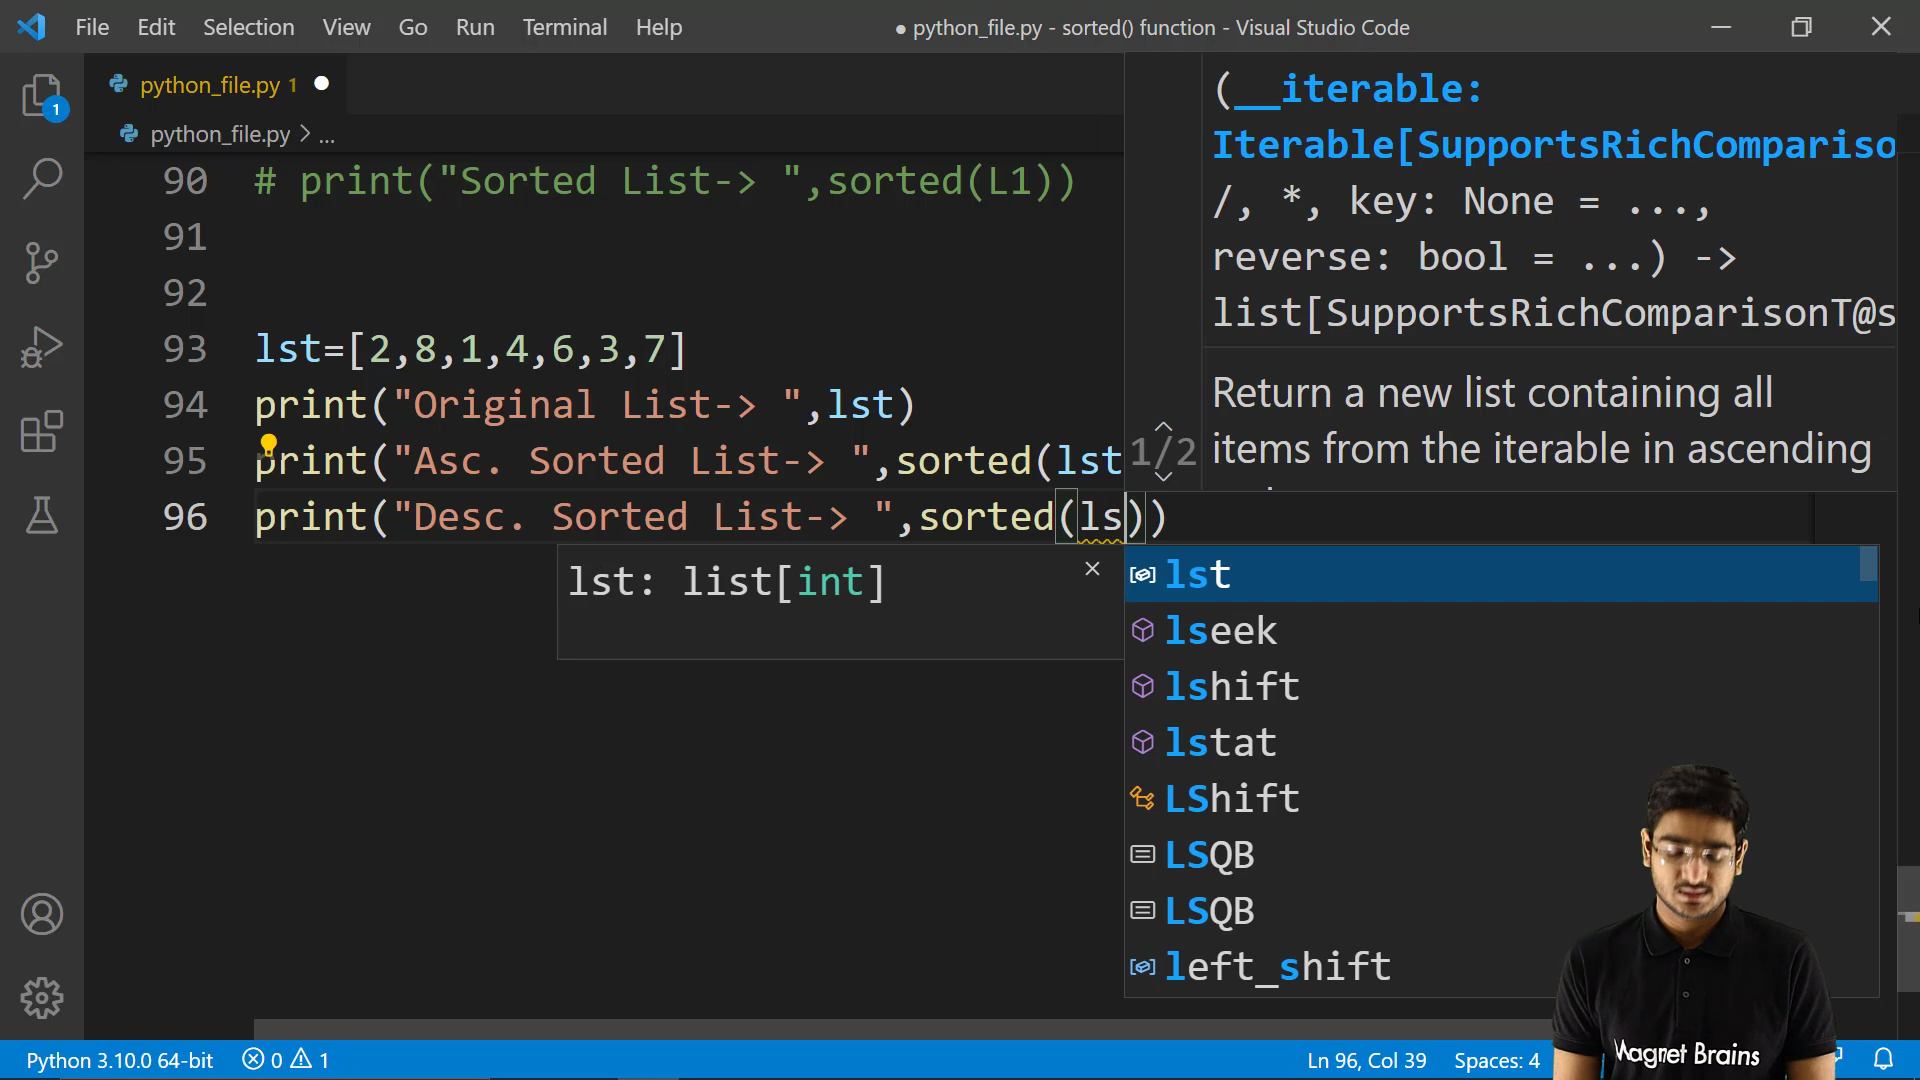 File Edit Selection View Go Run Terminal Help ● python_file.py - sorted() function - Visual Studio Code
python_file.py 1
python_file.py > ...
1
90 # print("Sorted List-> ",sorted(L1))
91
92
93 lst=[2,8,1,4,6,3,7]
94 print("Original List-> ",lst)
95 print("Asc. Sorted List-> ",sorted(lst
96 print("Desc. Sorted List-> ",sorted(ls))
(__iterable:
Iterable[SupportsRichCompariso
/, *, key: None = ...,
reverse: bool = ...) ->
list[SupportsRichComparisonT@s
1/2
Return a new list containing all
items from the iterable in ascending
lst: list[int]
lst
lseek
lshift
lstat
LShift
LSQB
LSQB
left_shift
Magnet Brains
Python 3.10.0 64-bit 0 1 Ln 96, Col 39 Spaces: 4